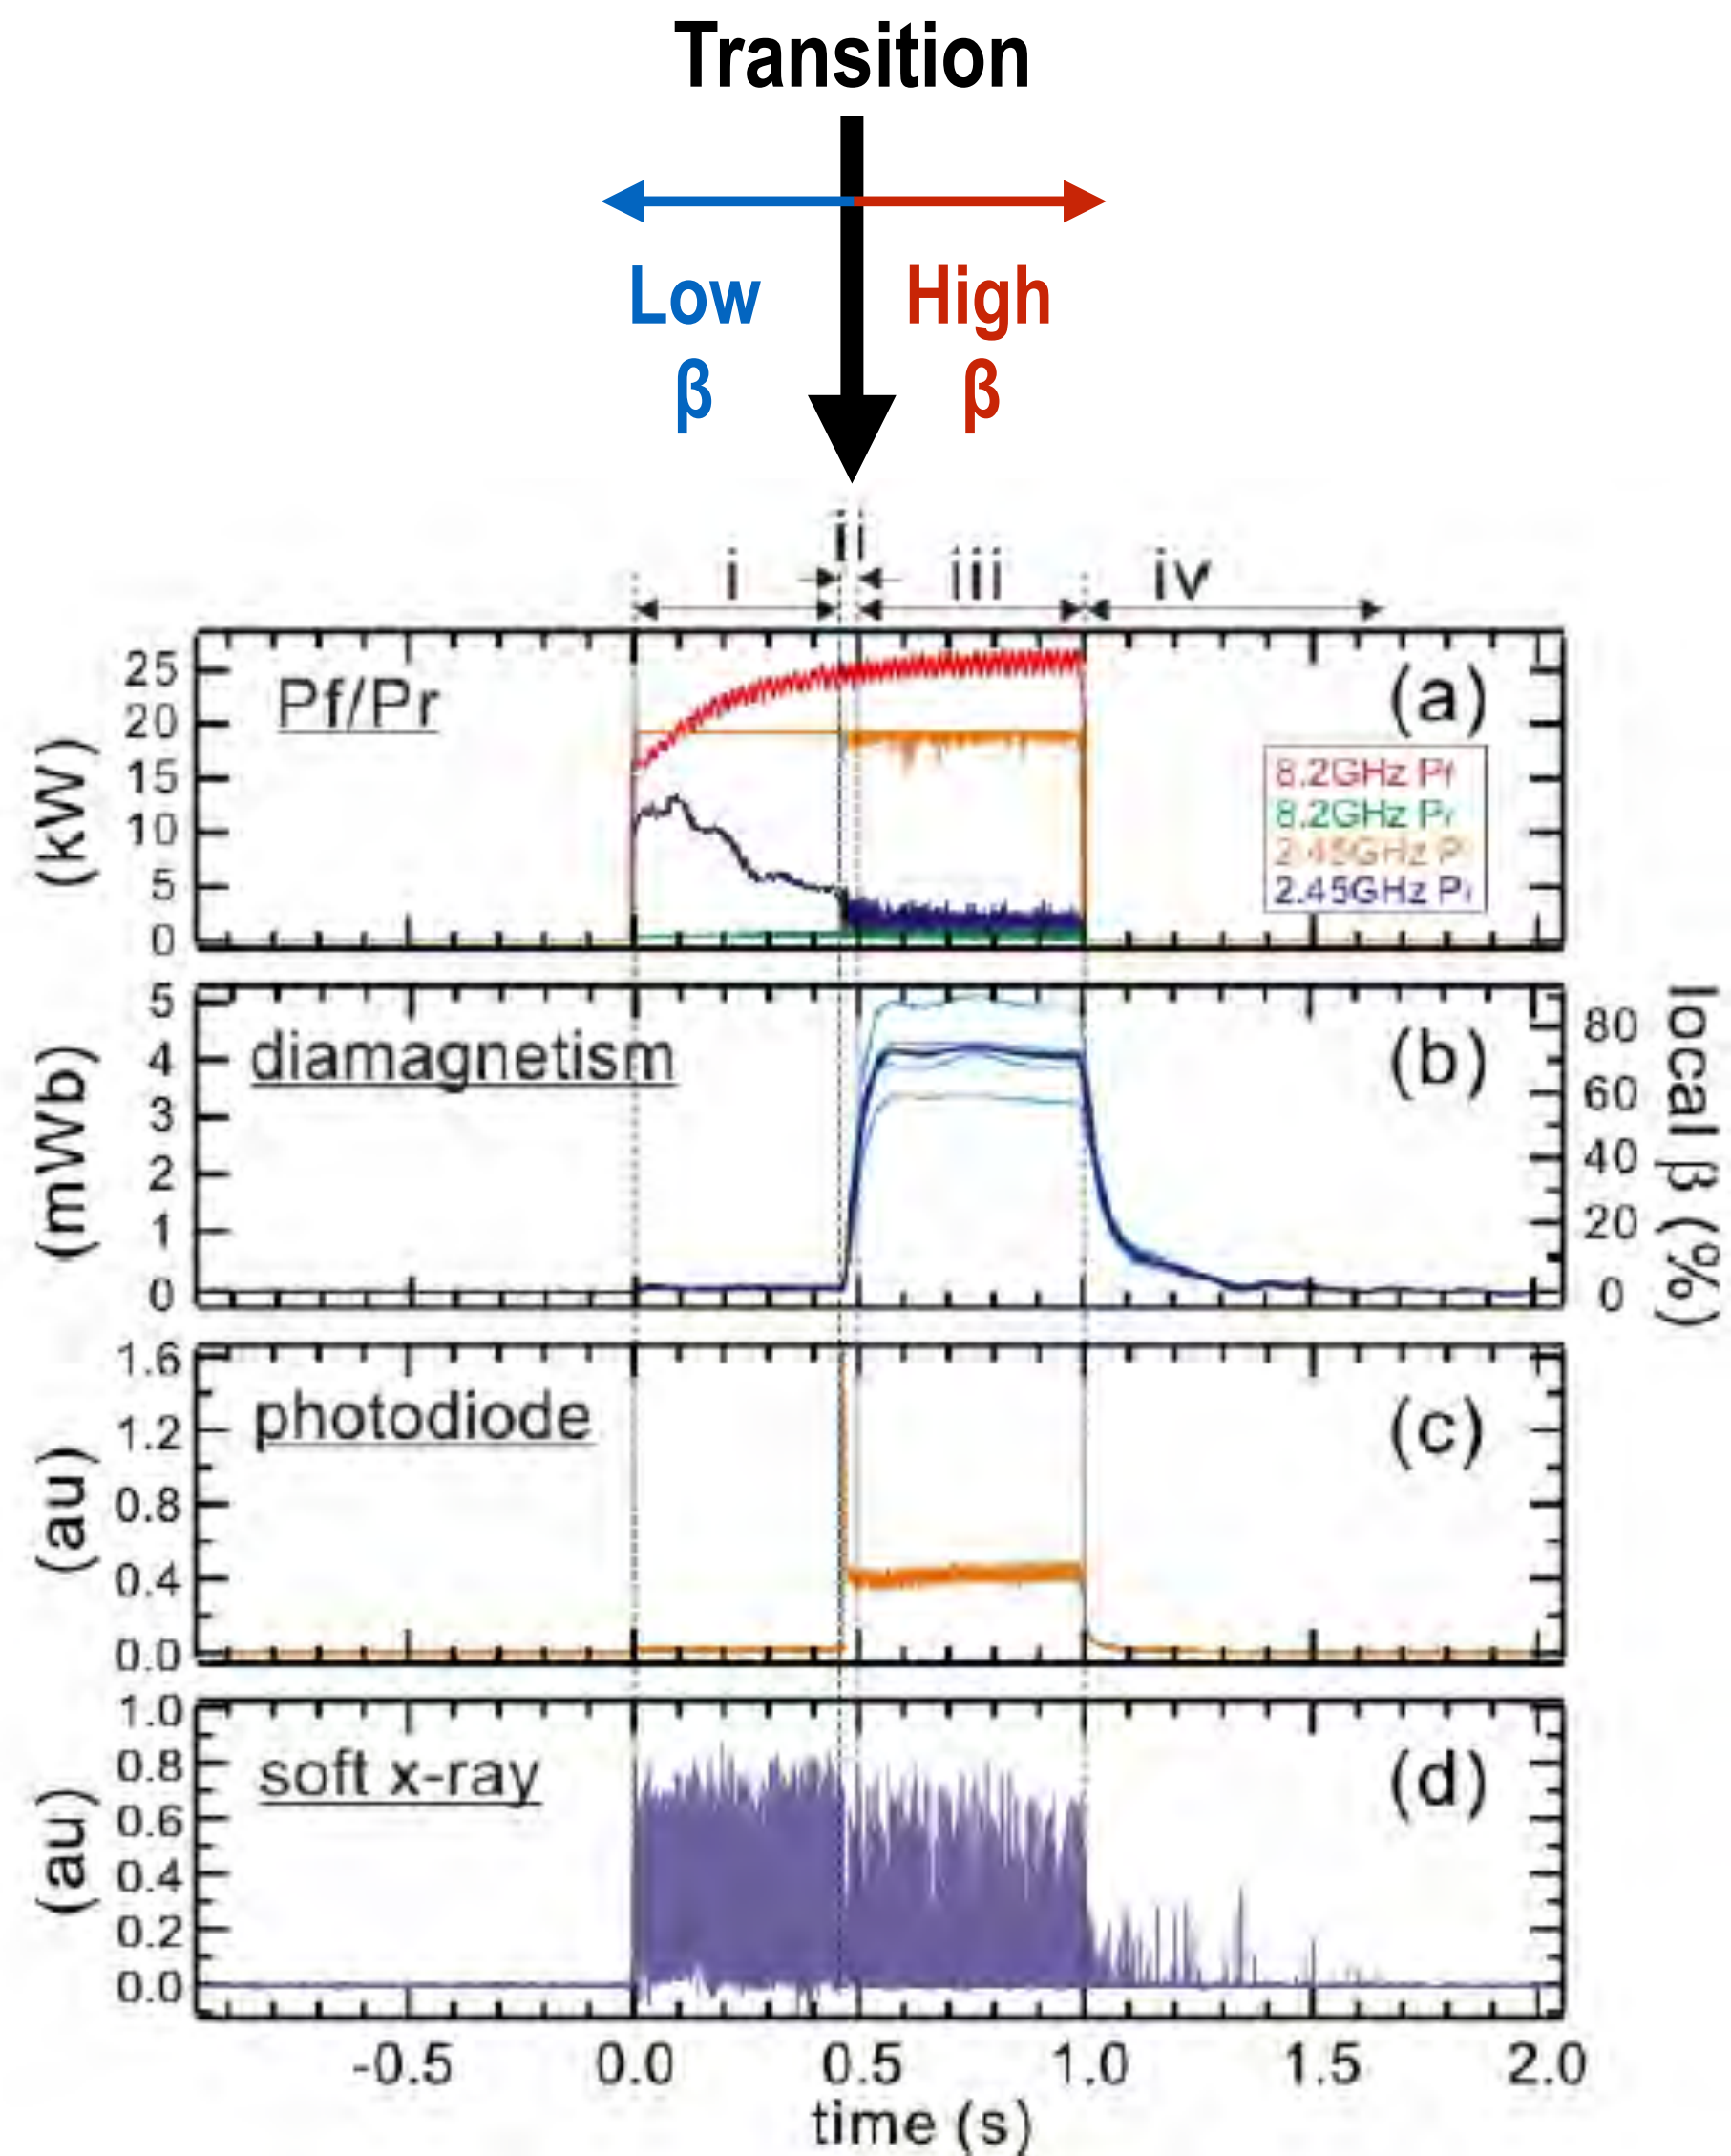 Transition
Low
β
High
β
i
ii
iii
iv
Pf/Pr
(a)
25
20
15
10
5
0
(kW)
8.2GHz Pf
8.2GHz Pr
2.45GHz P
2.45GHz Pr
diamagnetism
(b)
5
4
3
2
1
0
(mWb)
80
60
40
20
0
local β (%)
photodiode
(c)
1.6
1.2
0.8
0.4
0.0
(au)
soft x-ray
(d)
1.0
0.8
0.6
0.4
0.2
0.0
(au)
-0.5 0.0 0.5 1.0 1.5 2.0
time (s)